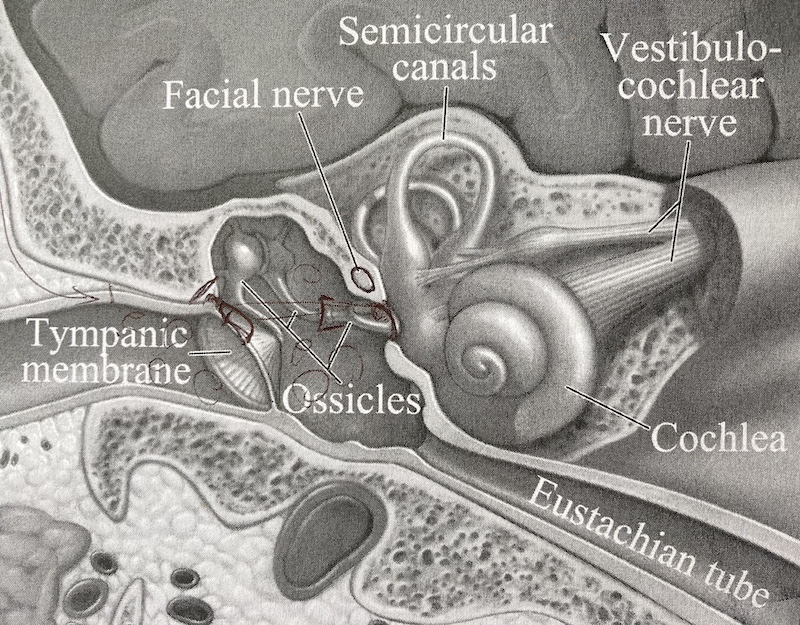 Semicircular
canals
Vestibulo-
cochlear
nerve
Facial nerve
Tympanic
membrane
Ossicles
Cochlea
Eustachian tube